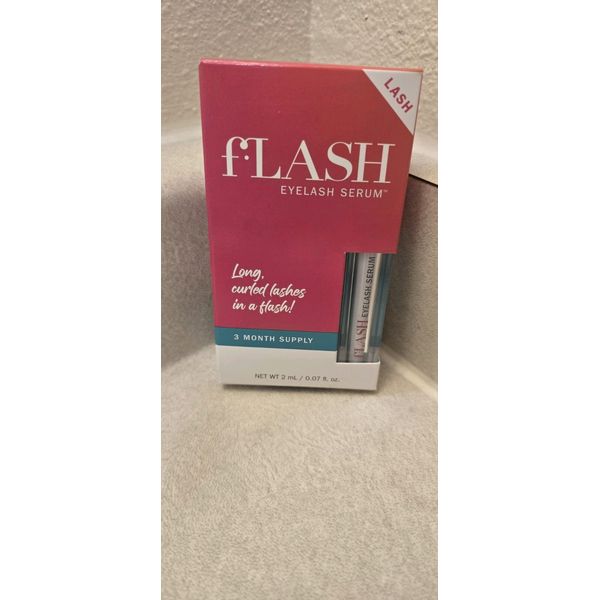 LASH
f·LASH
EYELASH SERUM™
Long,
curled lashes
in a flash!
3 MONTH SUPPLY
fLASH EYELASH SERUM
NET WT 2 mL / 0.07 fl. oz.